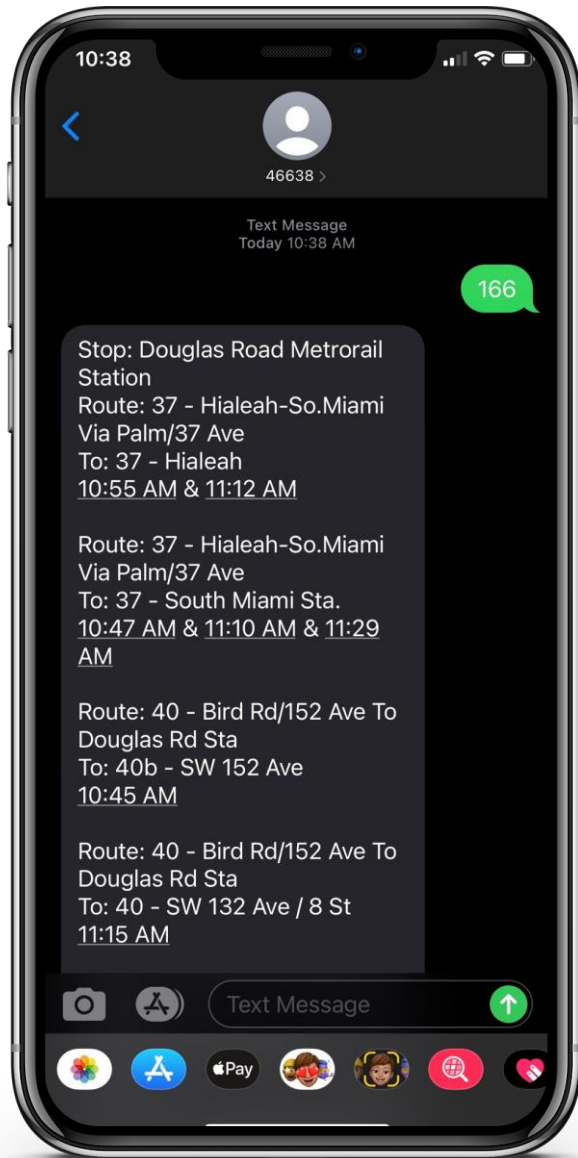 10:38
46638 >
Text Message
Today 10:38 AM
166
Stop: Douglas Road Metrorail
Station
Route: 37 - Hialeah-So.Miami
Via Palm/37 Ave
To: 37 - Hialeah
10:55 AM & 11:12 AM
Route: 37 - Hialeah-So.Miami
Via Palm/37 Ave
To: 37 - South Miami Sta.
10:47 AM & 11:10 AM & 11:29
AM
Route: 40 - Bird Rd/152 Ave To
Douglas Rd Sta
To: 40b - SW 152 Ave
10:45 AM
Route: 40 - Bird Rd/152 Ave To
Douglas Rd Sta
To: 40 - SW 132 Ave / 8 St
11:15 AM
Text Message
Pay